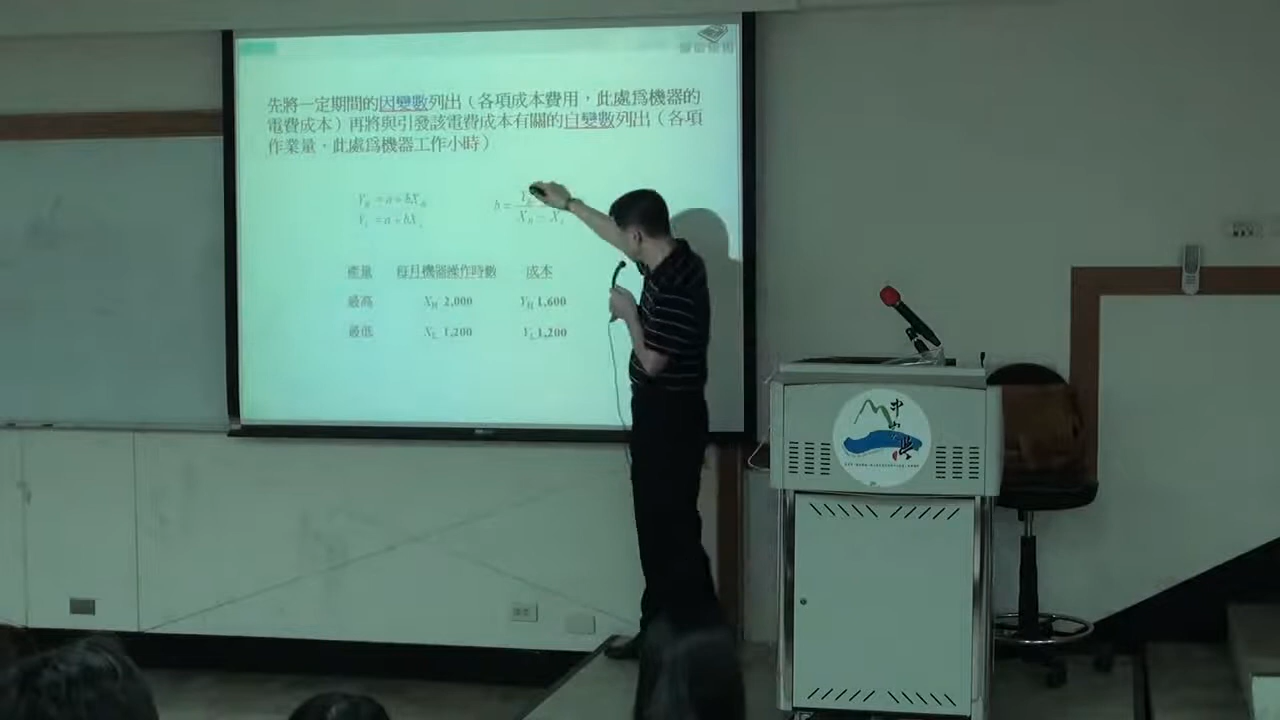 先將一定期間的因變數列出（各項成本費用，此處為機器的
電費成本）再將與引發該電費成本有關的自變數列出（各項
作業量，此處為機器工作小時）
Y_H = a + bX_H
Y_L = a + bX_L
b =
X_H − X_L
產量 每月機器操作時數 成本
最高 X_H 2,000 Y_H 1,600
最低 X_L 1,200 Y_L 1,200
中
興